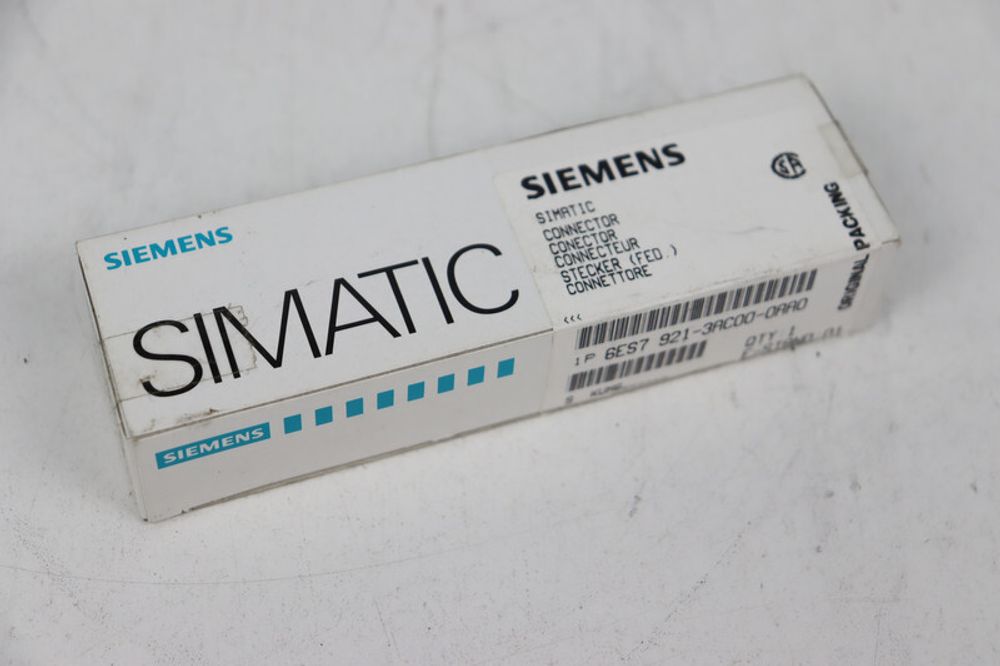 SIEMENS
SIMATIC
SIEMENS
SIEMENS
SIMATIC
CONNECTOR
CONECTOR
CONNECTEUR
STECKER (FED.)
CONNETTORE
<<<
1P 6ES7 921-3AC00-0AA0
QTY: 1
S
ORIGINAL PACKING